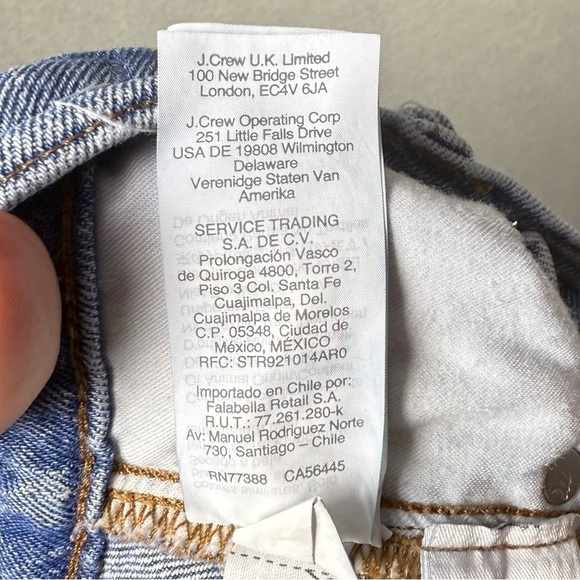 J.Crew U.K. Limited
100 New Bridge Street
London, EC4V 6JA
J.Crew Operating Corp
251 Little Falls Drive
USA DE 19808 Wilmington
Delaware
Verenidge Staten Van
Amerika
SERVICE TRADING
S.A. DE C.V.
Prolongación Vasco
de Quiroga 4800, Torre 2,
Piso 3 Col. Santa Fe
Cuajimalpa, Del.
Cuajimalpa de Morelos
C.P. 05348, Ciudad de
México, MÉXICO
RFC: STR921014AR0
Importado en Chile por:
Falabella Retail S.A.
R.U.T.: 77.261.280-k
Av: Manuel Rodriguez Norte
730, Santiago – Chile
RN77388 CA56445